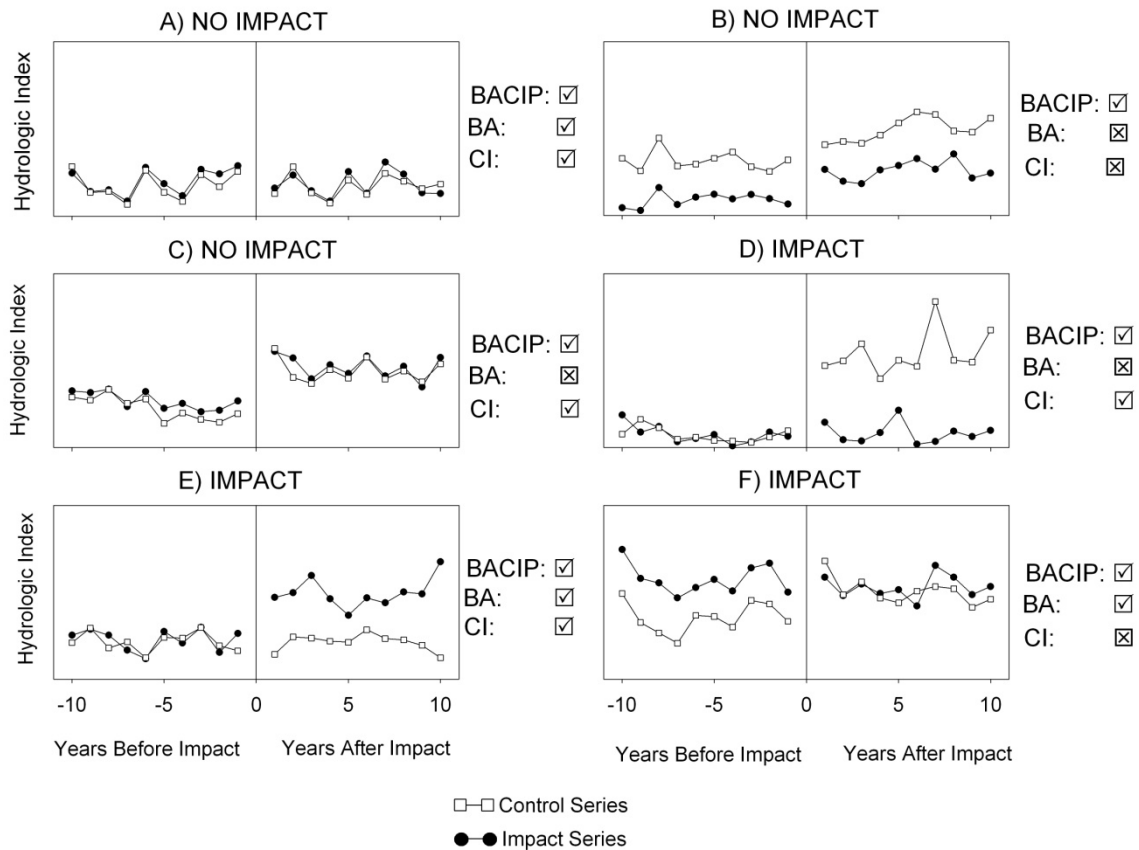 A) NO IMPACT
B) NO IMPACT
Hydrologic Index
BACIP: ☑
BA: ☑
CI: ☑
BACIP: ☑
BA: ☒
CI: ☒
C) NO IMPACT
D) IMPACT
Hydrologic Index
BACIP: ☑
BA: ☒
CI: ☑
BACIP: ☑
BA: ☒
CI: ☑
E) IMPACT
F) IMPACT
Hydrologic Index
BACIP: ☑
BA: ☑
CI: ☑
BACIP: ☑
BA: ☑
CI: ☒
-10 -5 0 5 10
-10 -5 0 5 10
Years Before Impact Years After Impact
Years Before Impact Years After Impact
Control Series
Impact Series